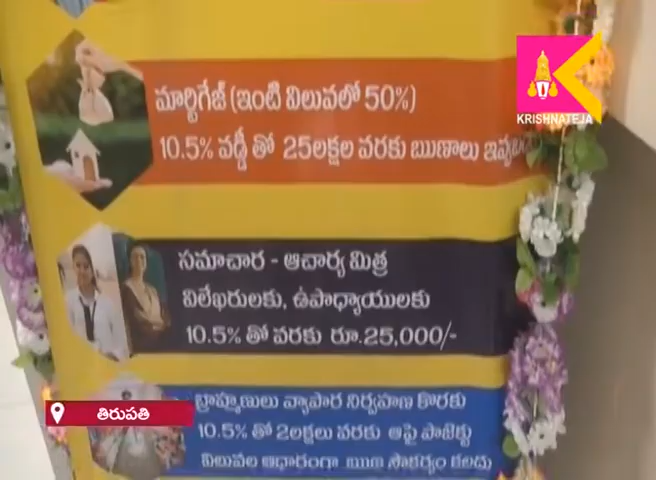 KRISHNATEJA
మార్టిగేజ్ (ఇంటి విలువలో 50%)
10.5% వడ్డీ తో 25లక్షల వరకు ఋణాలు
సమాచార - ఆచార్య మిత్ర
విలేఖరులకు, ఉపాధ్యాయులకు
10.5% తో వరకు రూ.25,000/-
బ్రాహ్మణులు వ్యాపార నిర్వహణ కొరకు
తిరుపతి
10.5% తో 2లక్షలు వరకు ఆపై పాజెక్టు
విలువల ఆధారంగా ఋణ సౌకర్యం కలదు